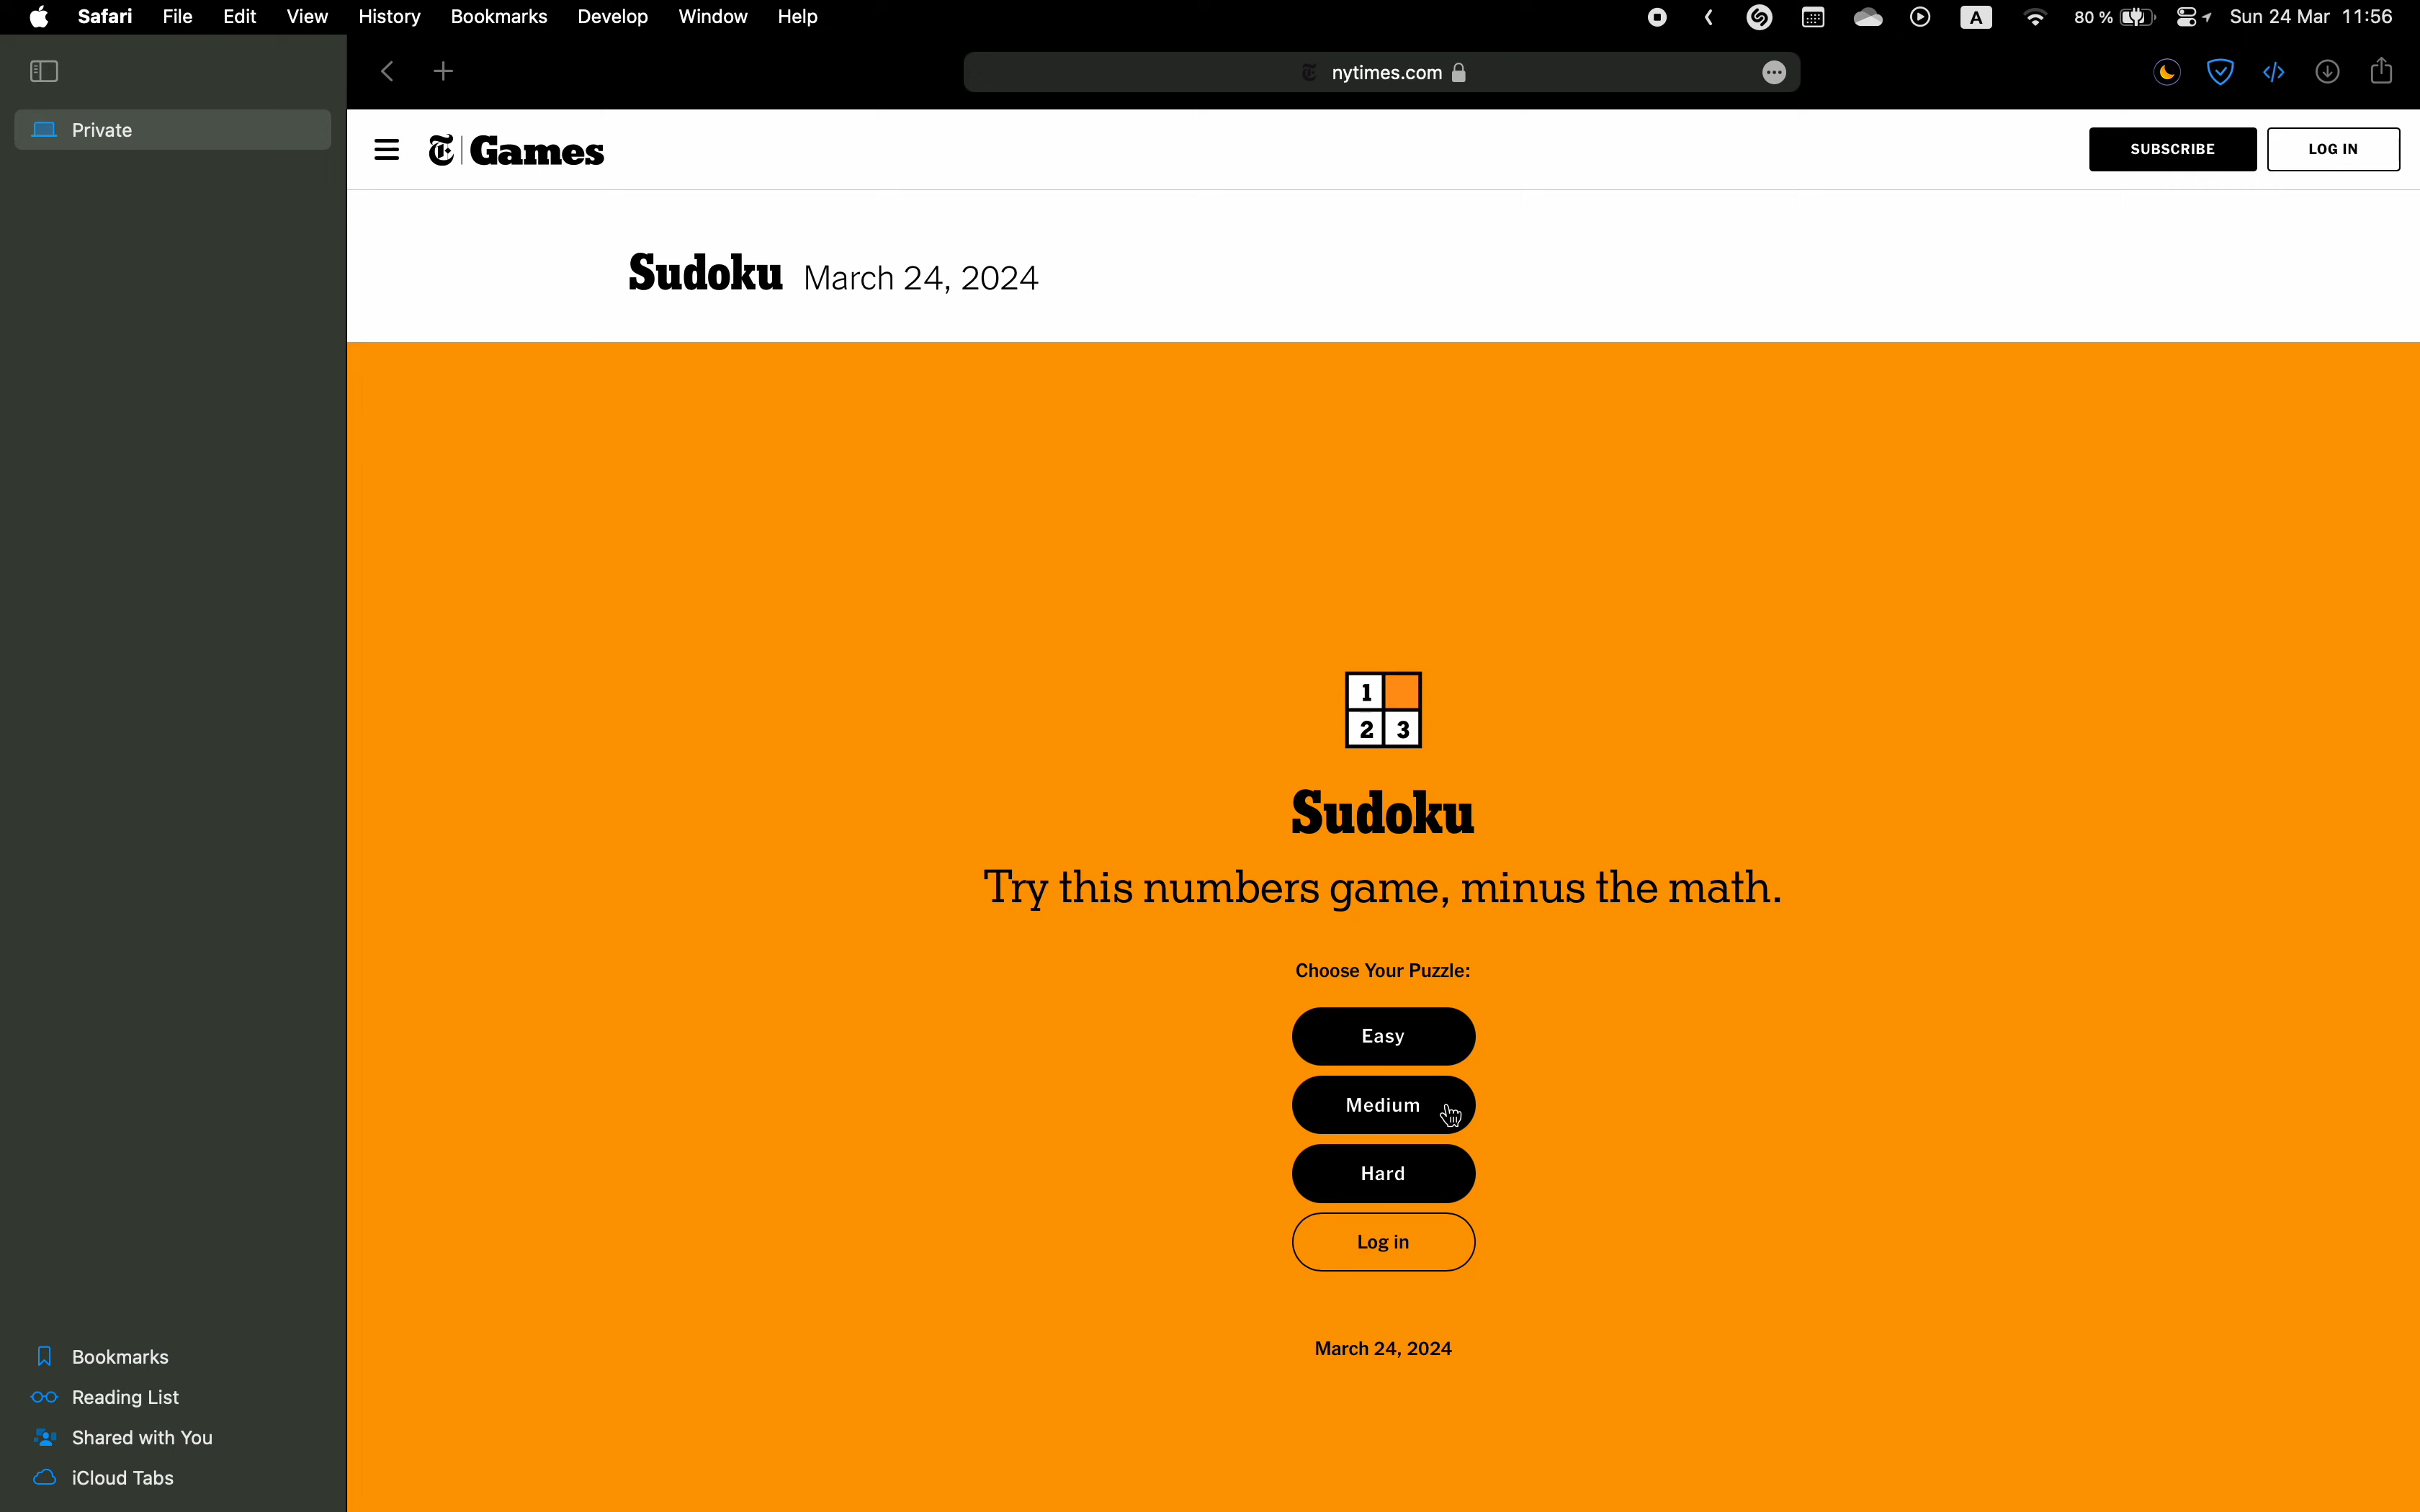 Safari File Edit View History Bookmarks Develop Window Help A 80 % Sun 24 Mar 11:56
nytimes.com
Private
T Games SUBSCRIBE LOG IN
Sudoku March 24, 2024
1
2 3
Sudoku
Try this numbers game, minus the math.
Choose Your Puzzle:
Easy
Medium
Hard
Log in
March 24, 2024
Bookmarks
Reading List
Shared with You
iCloud Tabs